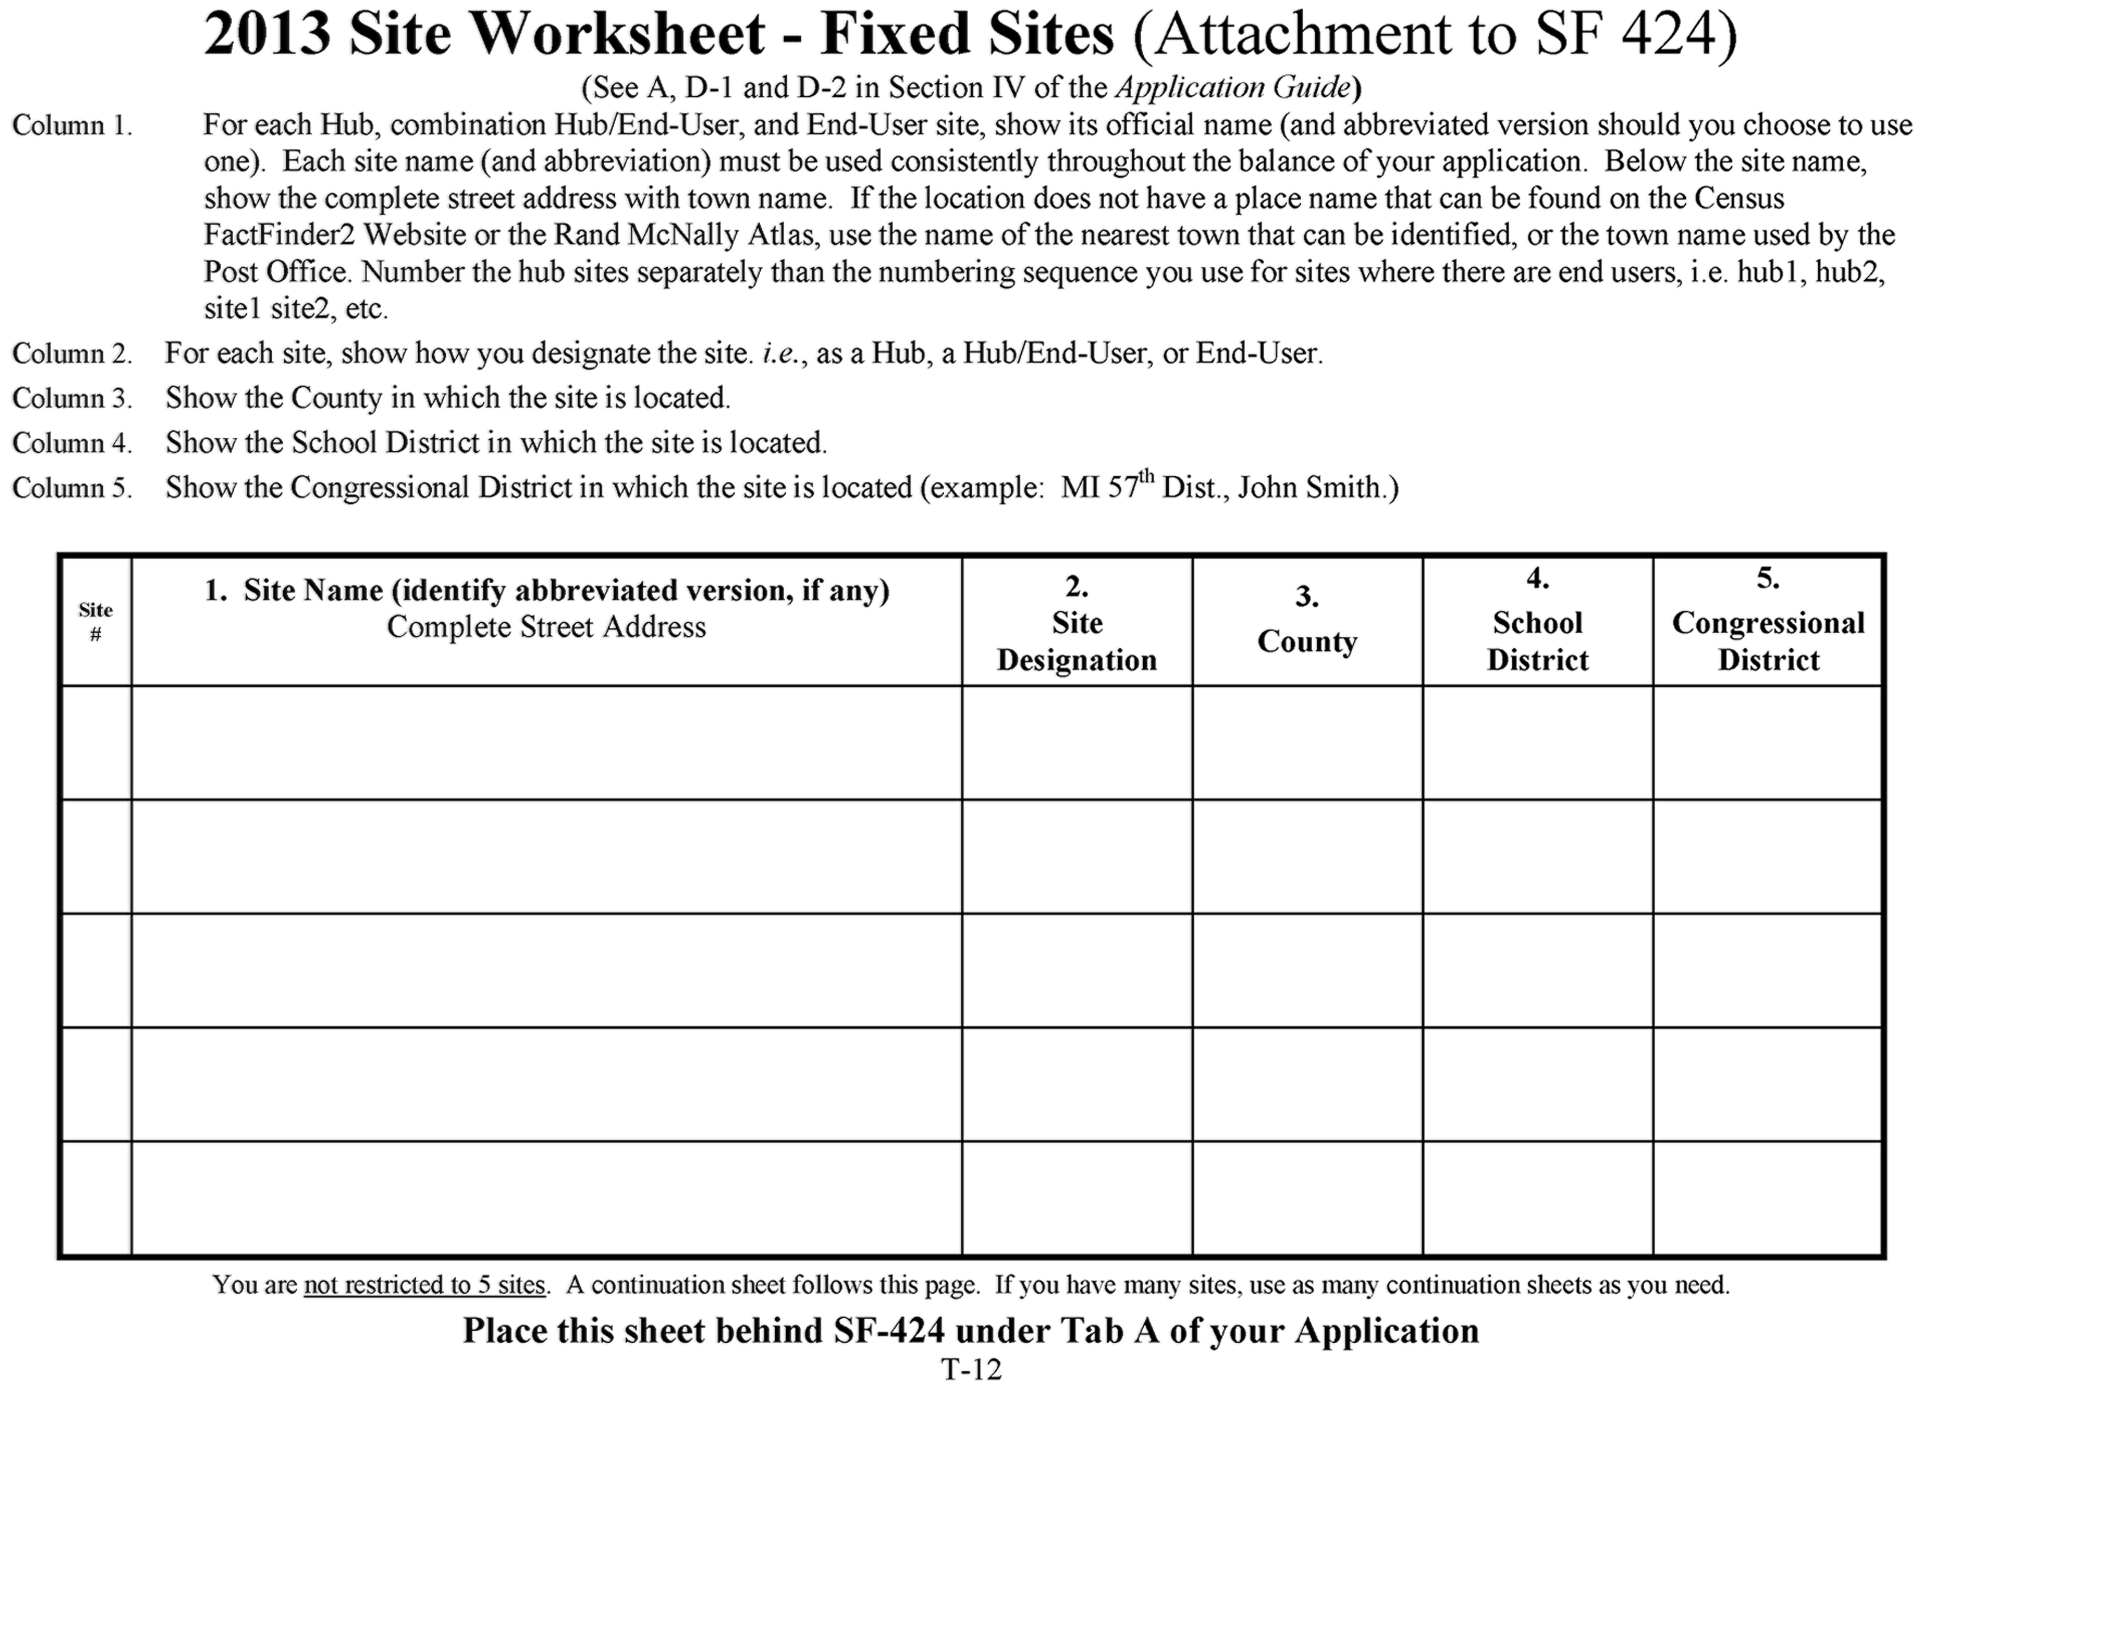 2013 Site Worksheet - Fixed Sites (Attachment to SF 424)
(See A, D-1 and D-2 in Section IV of the Application Guide)
Column 1. For each Hub, combination Hub/End-User, and End-User site, show its official name (and abbreviated version should you choose to use
one). Each site name (and abbreviation) must be used consistently throughout the balance of your application. Below the site name,
show the complete street address with town name. If the location does not have a place name that can be found on the Census
FactFinder2 Website or the Rand McNally Atlas, use the name of the nearest town that can be identified, or the town name used by the
Post Office. Number the hub sites separately than the numbering sequence you use for sites where there are end users, i.e. hub1, hub2,
site1 site2, etc.
Column 2. For each site, show how you designate the site. i.e., as a Hub, a Hub/End-User, or End-User.
Column 3. Show the County in which the site is located.
Column 4. Show the School District in which the site is located.
Column 5. Show the Congressional District in which the site is located (example: MI 57th Dist., John Smith.)
Site
#
1. Site Name (identify abbreviated version, if any)
Complete Street Address
2.
Site
Designation
3.
County
4.
School
District
5.
Congressional
District
You are not restricted to 5 sites. A continuation sheet follows this page. If you have many sites, use as many continuation sheets as you need.
Place this sheet behind SF-424 under Tab A of your Application
T-12